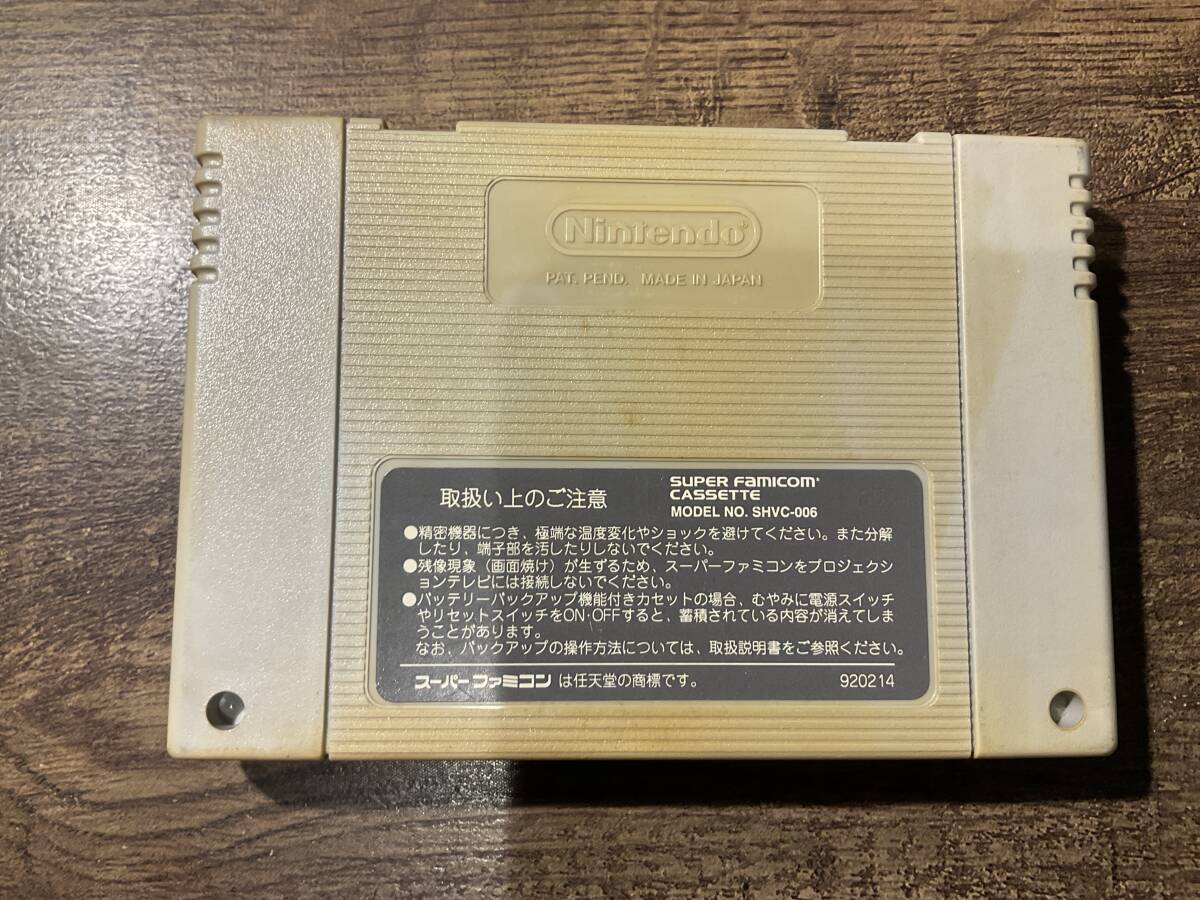 Nintendo
PAT. PEND. MADE IN JAPAN
取扱い上のご注意
SUPER FAMICOM
CASSETTE
MODEL NO. SHVC-006
●精密機器につき、極端な温度変化やショックを避けてください。また分解
したり、端子部を汚したりしないでください。
●残像現象（画面焼け）が生ずるため、スーパーファミコンをプロジェクシ
ョンテレビには接続しないでください。
●バッテリーバックアップ機能付きカセットの場合、むやみに電源スイッチ
やリセットスイッチをON・OFFすると、蓄積されている内容が消えてしま
うことがあります。
なお、バックアップの操作方法については、取扱説明書をご参照ください。
スーパーファミコン は任天堂の商標です。
920214